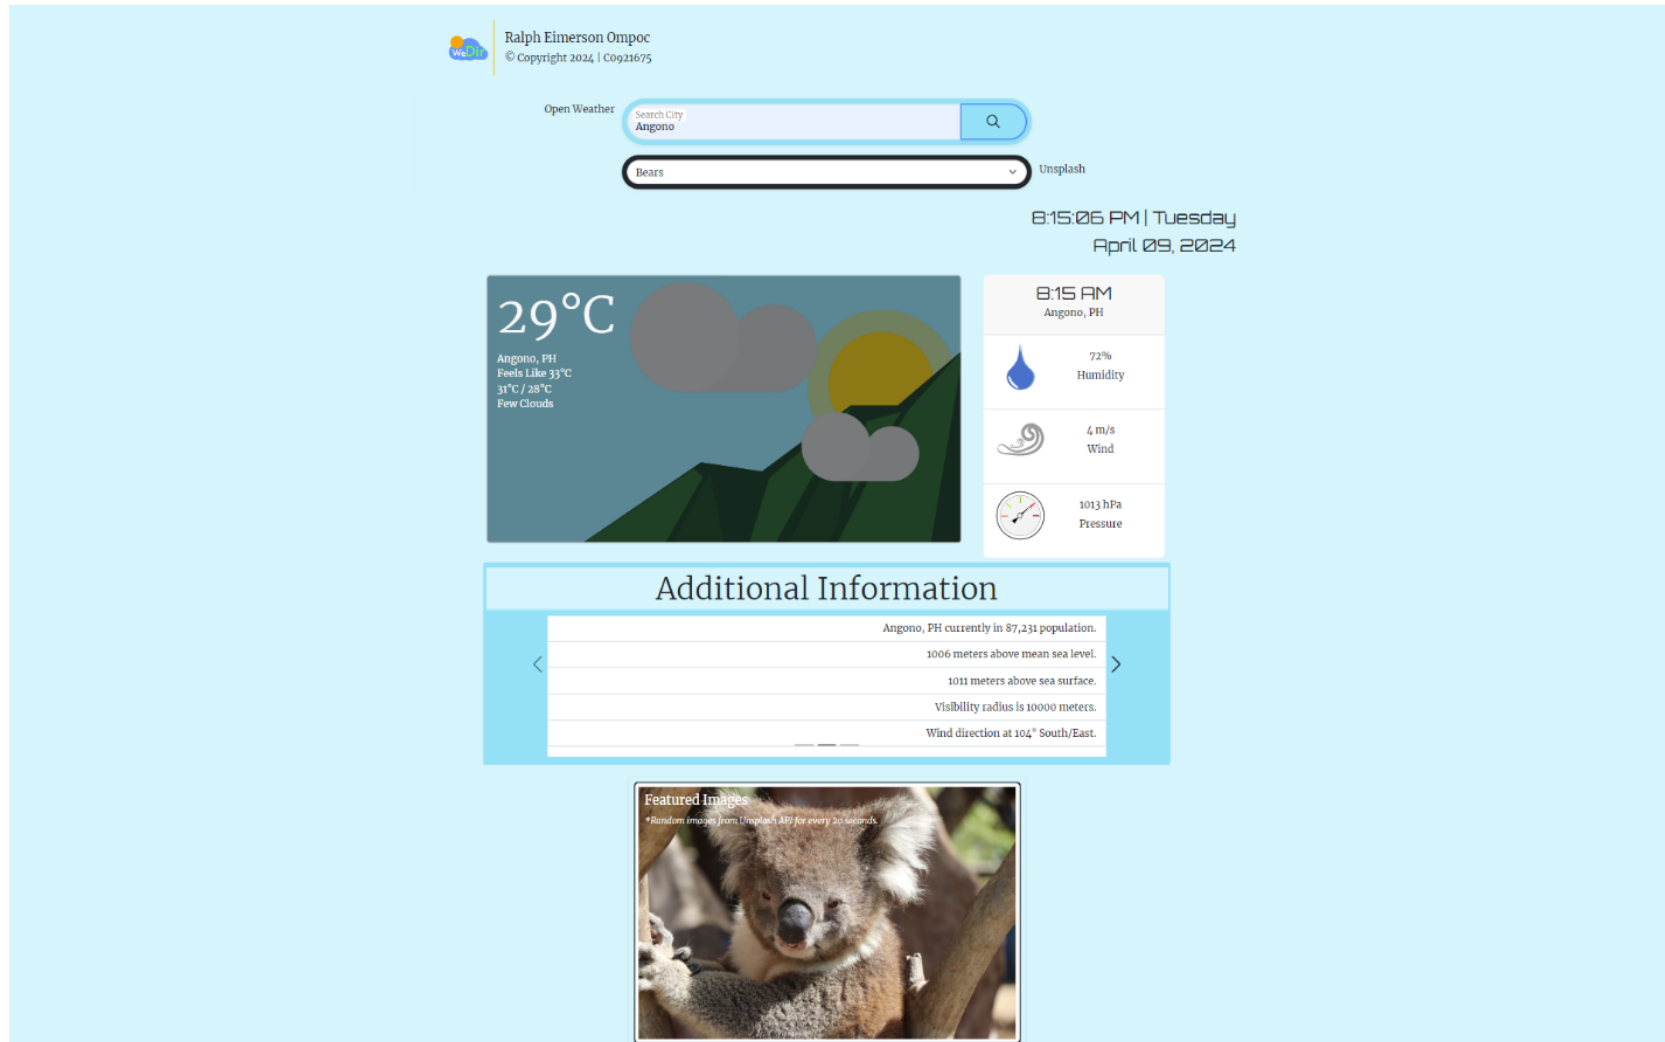 WeDir
Ralph Eimerson Ompoc
© Copyright 2024 | C0921675
Open Weather
Search City
Angono
Bears
Unsplash
8:15:06 PM | Tuesday
April 09, 2024
29°C
Angono, PH
Feels Like 33°C
31°C / 28°C
Few Clouds
8:15 AM
Angono, PH
72%
Humidity
4 m/s
Wind
1013 hPa
Pressure
Additional Information
Angono, PH currently in 87,231 population.
1006 meters above mean sea level.
1011 meters above sea surface.
Visibility radius is 10000 meters.
Wind direction at 104° South/East.
Featured Images
*Random images from Unsplash API for every 20 seconds.